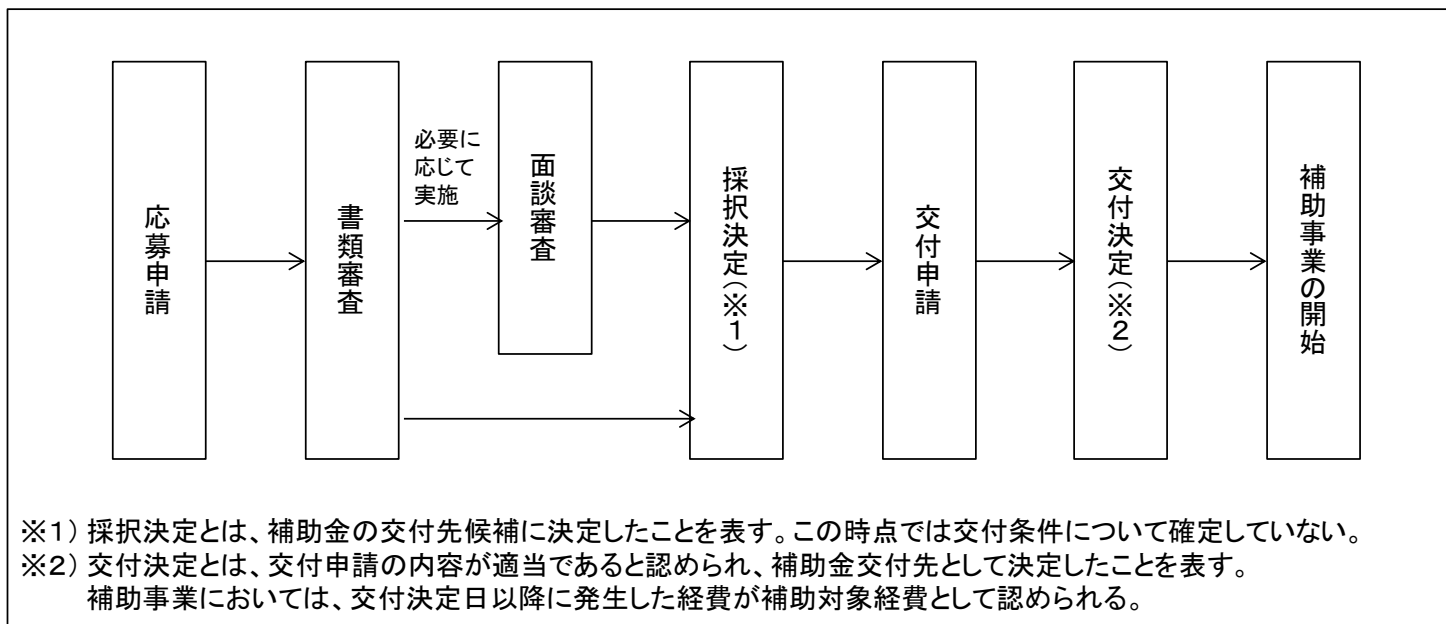 応募申請
書類審査
必要に
応じて
実施
面談審査
採択決定(※1)
交付申請
交付決定(※2)
補助事業の開始
※1) 採択決定とは、補助金の交付先候補に決定したことを表す。この時点では交付条件について確定していない。
※2) 交付決定とは、交付申請の内容が適当であると認められ、補助金交付先として決定したことを表す。
補助事業においては、交付決定日以降に発生した経費が補助対象経費として認められる。